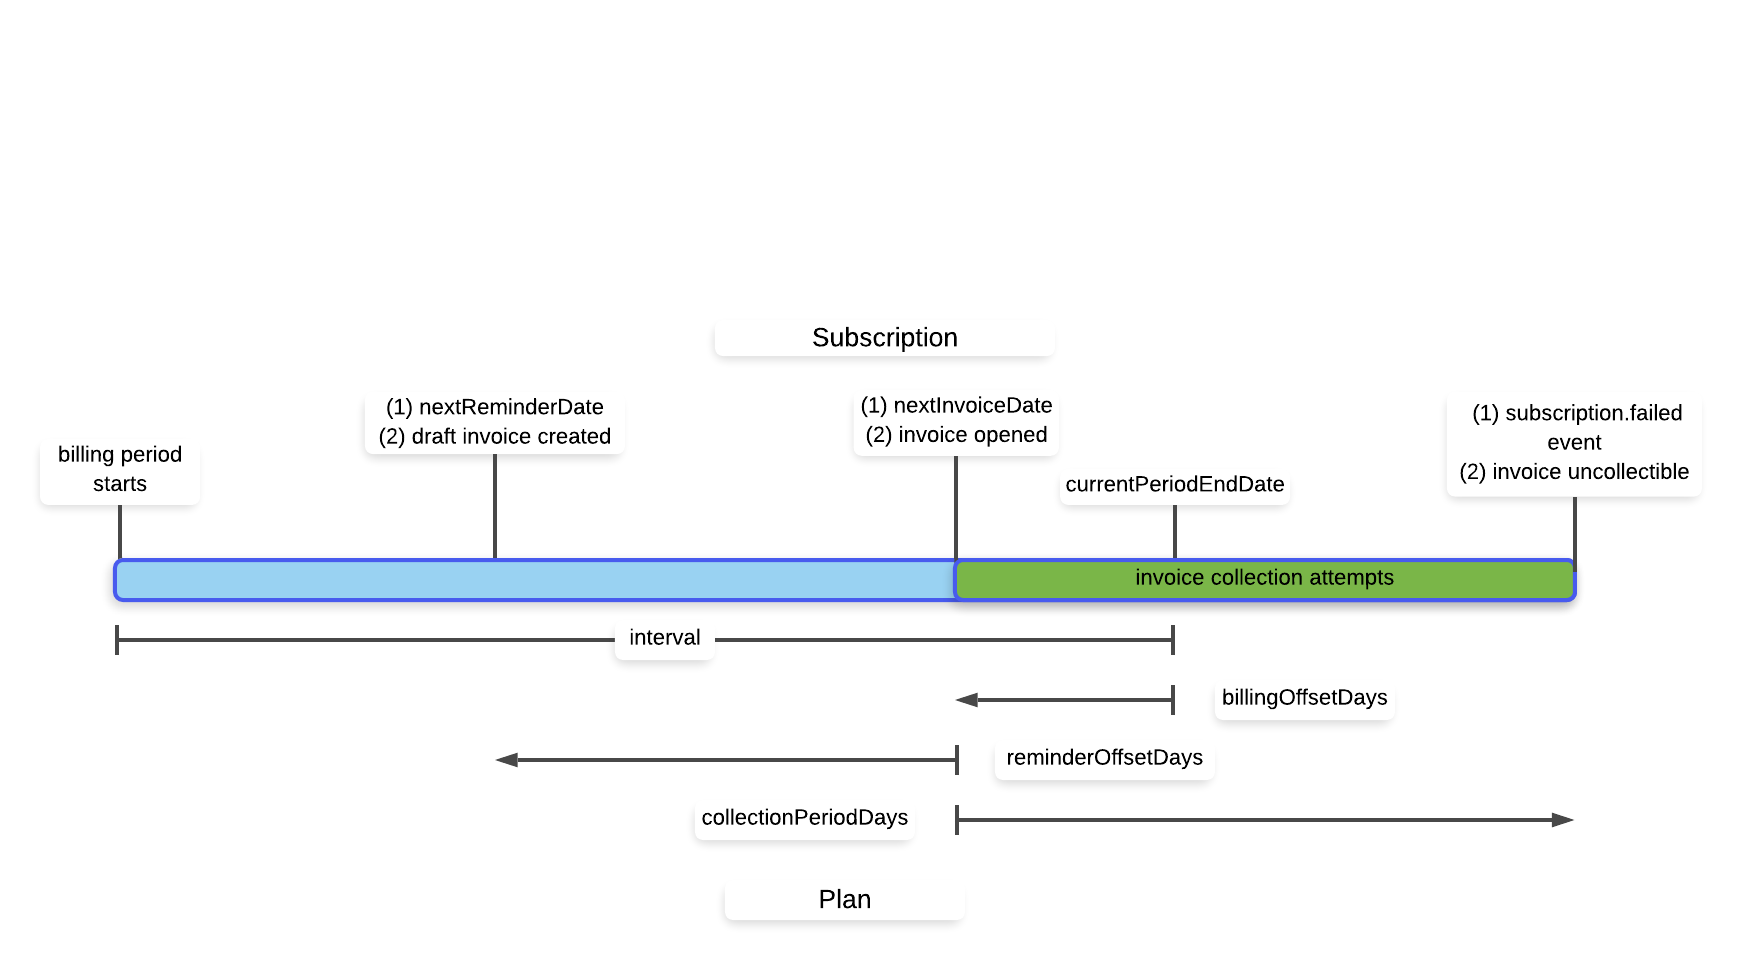 Subscription
(1) nextReminderDate
(2) draft invoice created
(1) nextInvoiceDate
(2) invoice opened
(1) subscription.failed
event
(2) invoice uncollectible
billing period
starts
currentPeriodEndDate
invoice collection attempts
interval
billingOffsetDays
reminderOffsetDays
collectionPeriodDays
Plan